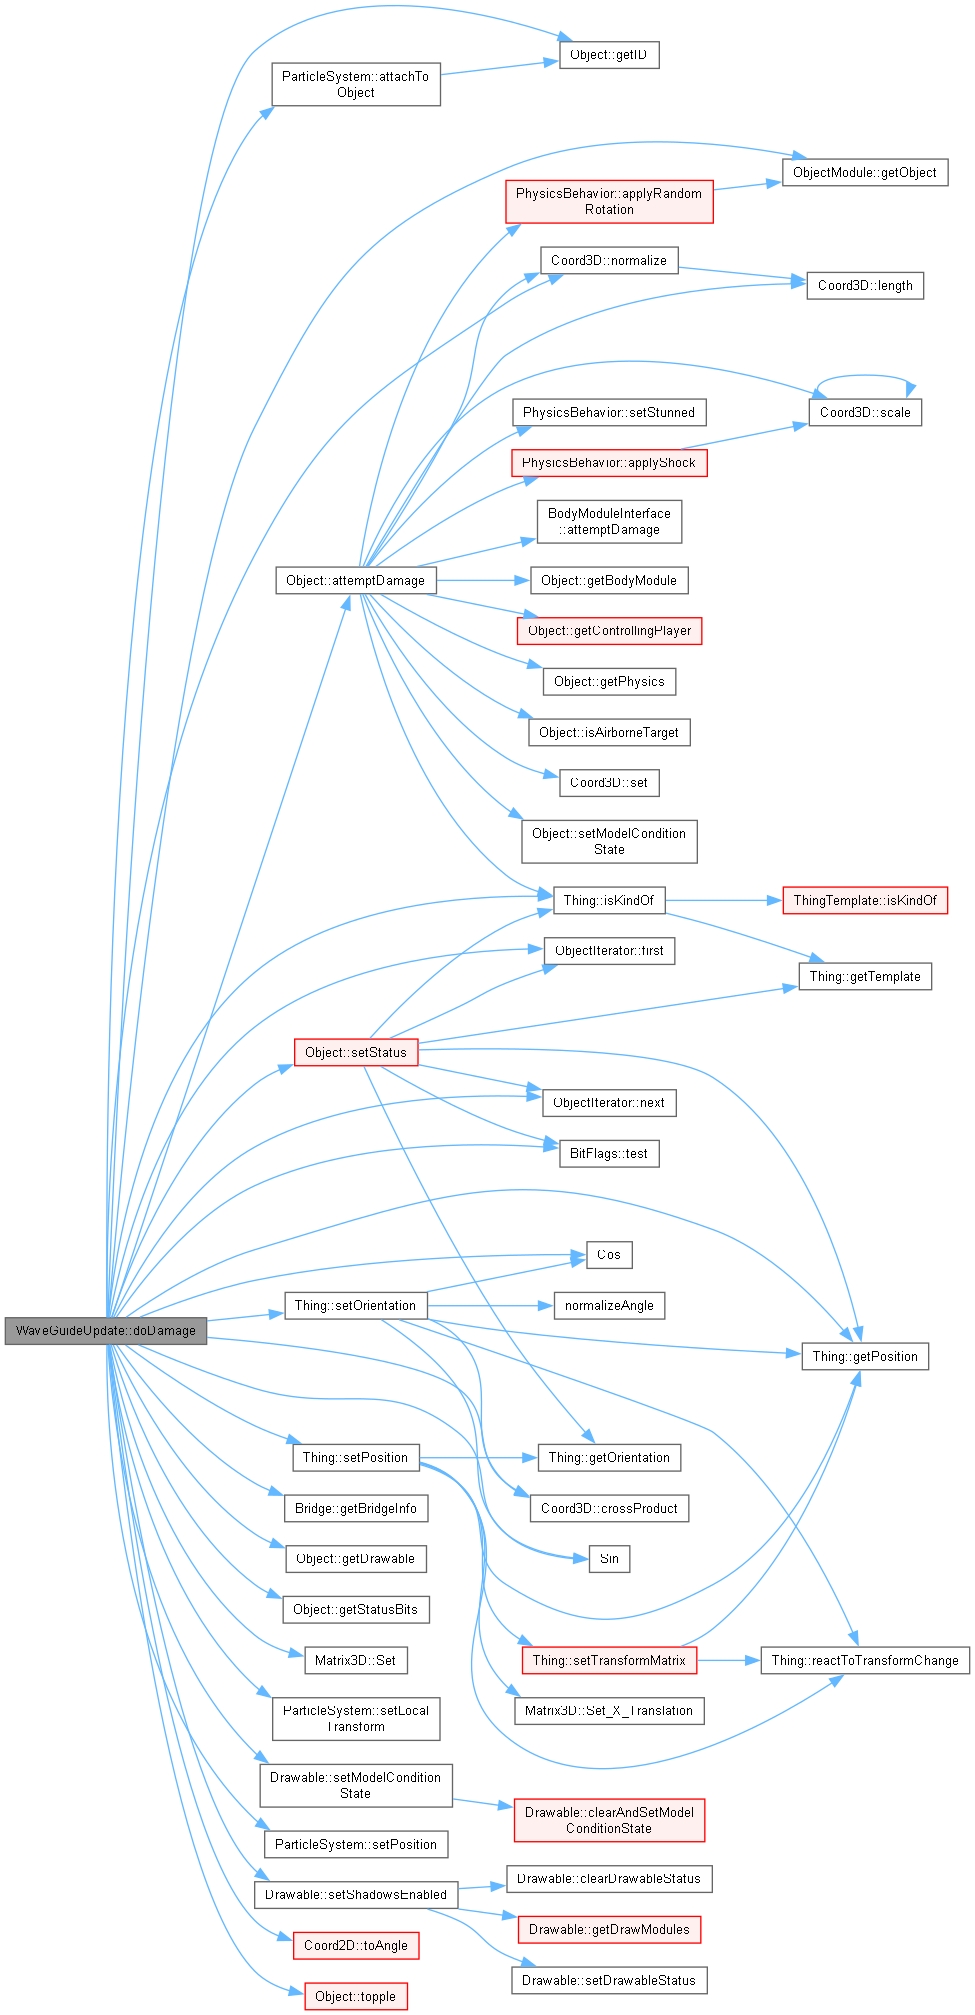 Object::getID
ParticleSystem::attachTo
Object
ObjectModule::getObject
PhysicsBehavior::applyRandom
Rotation
Coord3D::normalize
Coord3D::length
PhysicsBehavior::setStunned
Coord3D::scale
PhysicsBehavior::applyShock
BodyModuleInterface
::attemptDamage
Object::attemptDamage
Object::getBodyModule
Object::getControllingPlayer
Object::getPhysics
Object::isAirborneTarget
Coord3D::set
Object::setModelCondition
State
Thing::isKindOf
ThingTemplate::isKindOf
ObjectIterator::first
Thing::getTemplate
Object::setStatus
ObjectIterator::next
BitFlags::test
Cos
Thing::setOrientation
normalizeAngle
WaveGuideUpdate::doDamage
Thing::getPosition
Thing::setPosition
Thing::getOrientation
Bridge::getBridgeInfo
Coord3D::crossProduct
Object::getDrawable
Sin
Object::getStatusBits
Matrix3D::Set
Thing::setTransformMatrix
Thing::reactToTransformChange
ParticleSystem::setLocal
Transform
Matrix3D::Set_X_Translation
Drawable::setModelCondition
State
Drawable::clearAndSetModel
ConditionState
ParticleSystem::setPosition
Drawable::clearDrawableStatus
Drawable::setShadowsEnabled
Drawable::getDrawModules
Coord2D::toAngle
Drawable::setDrawableStatus
Object::topple